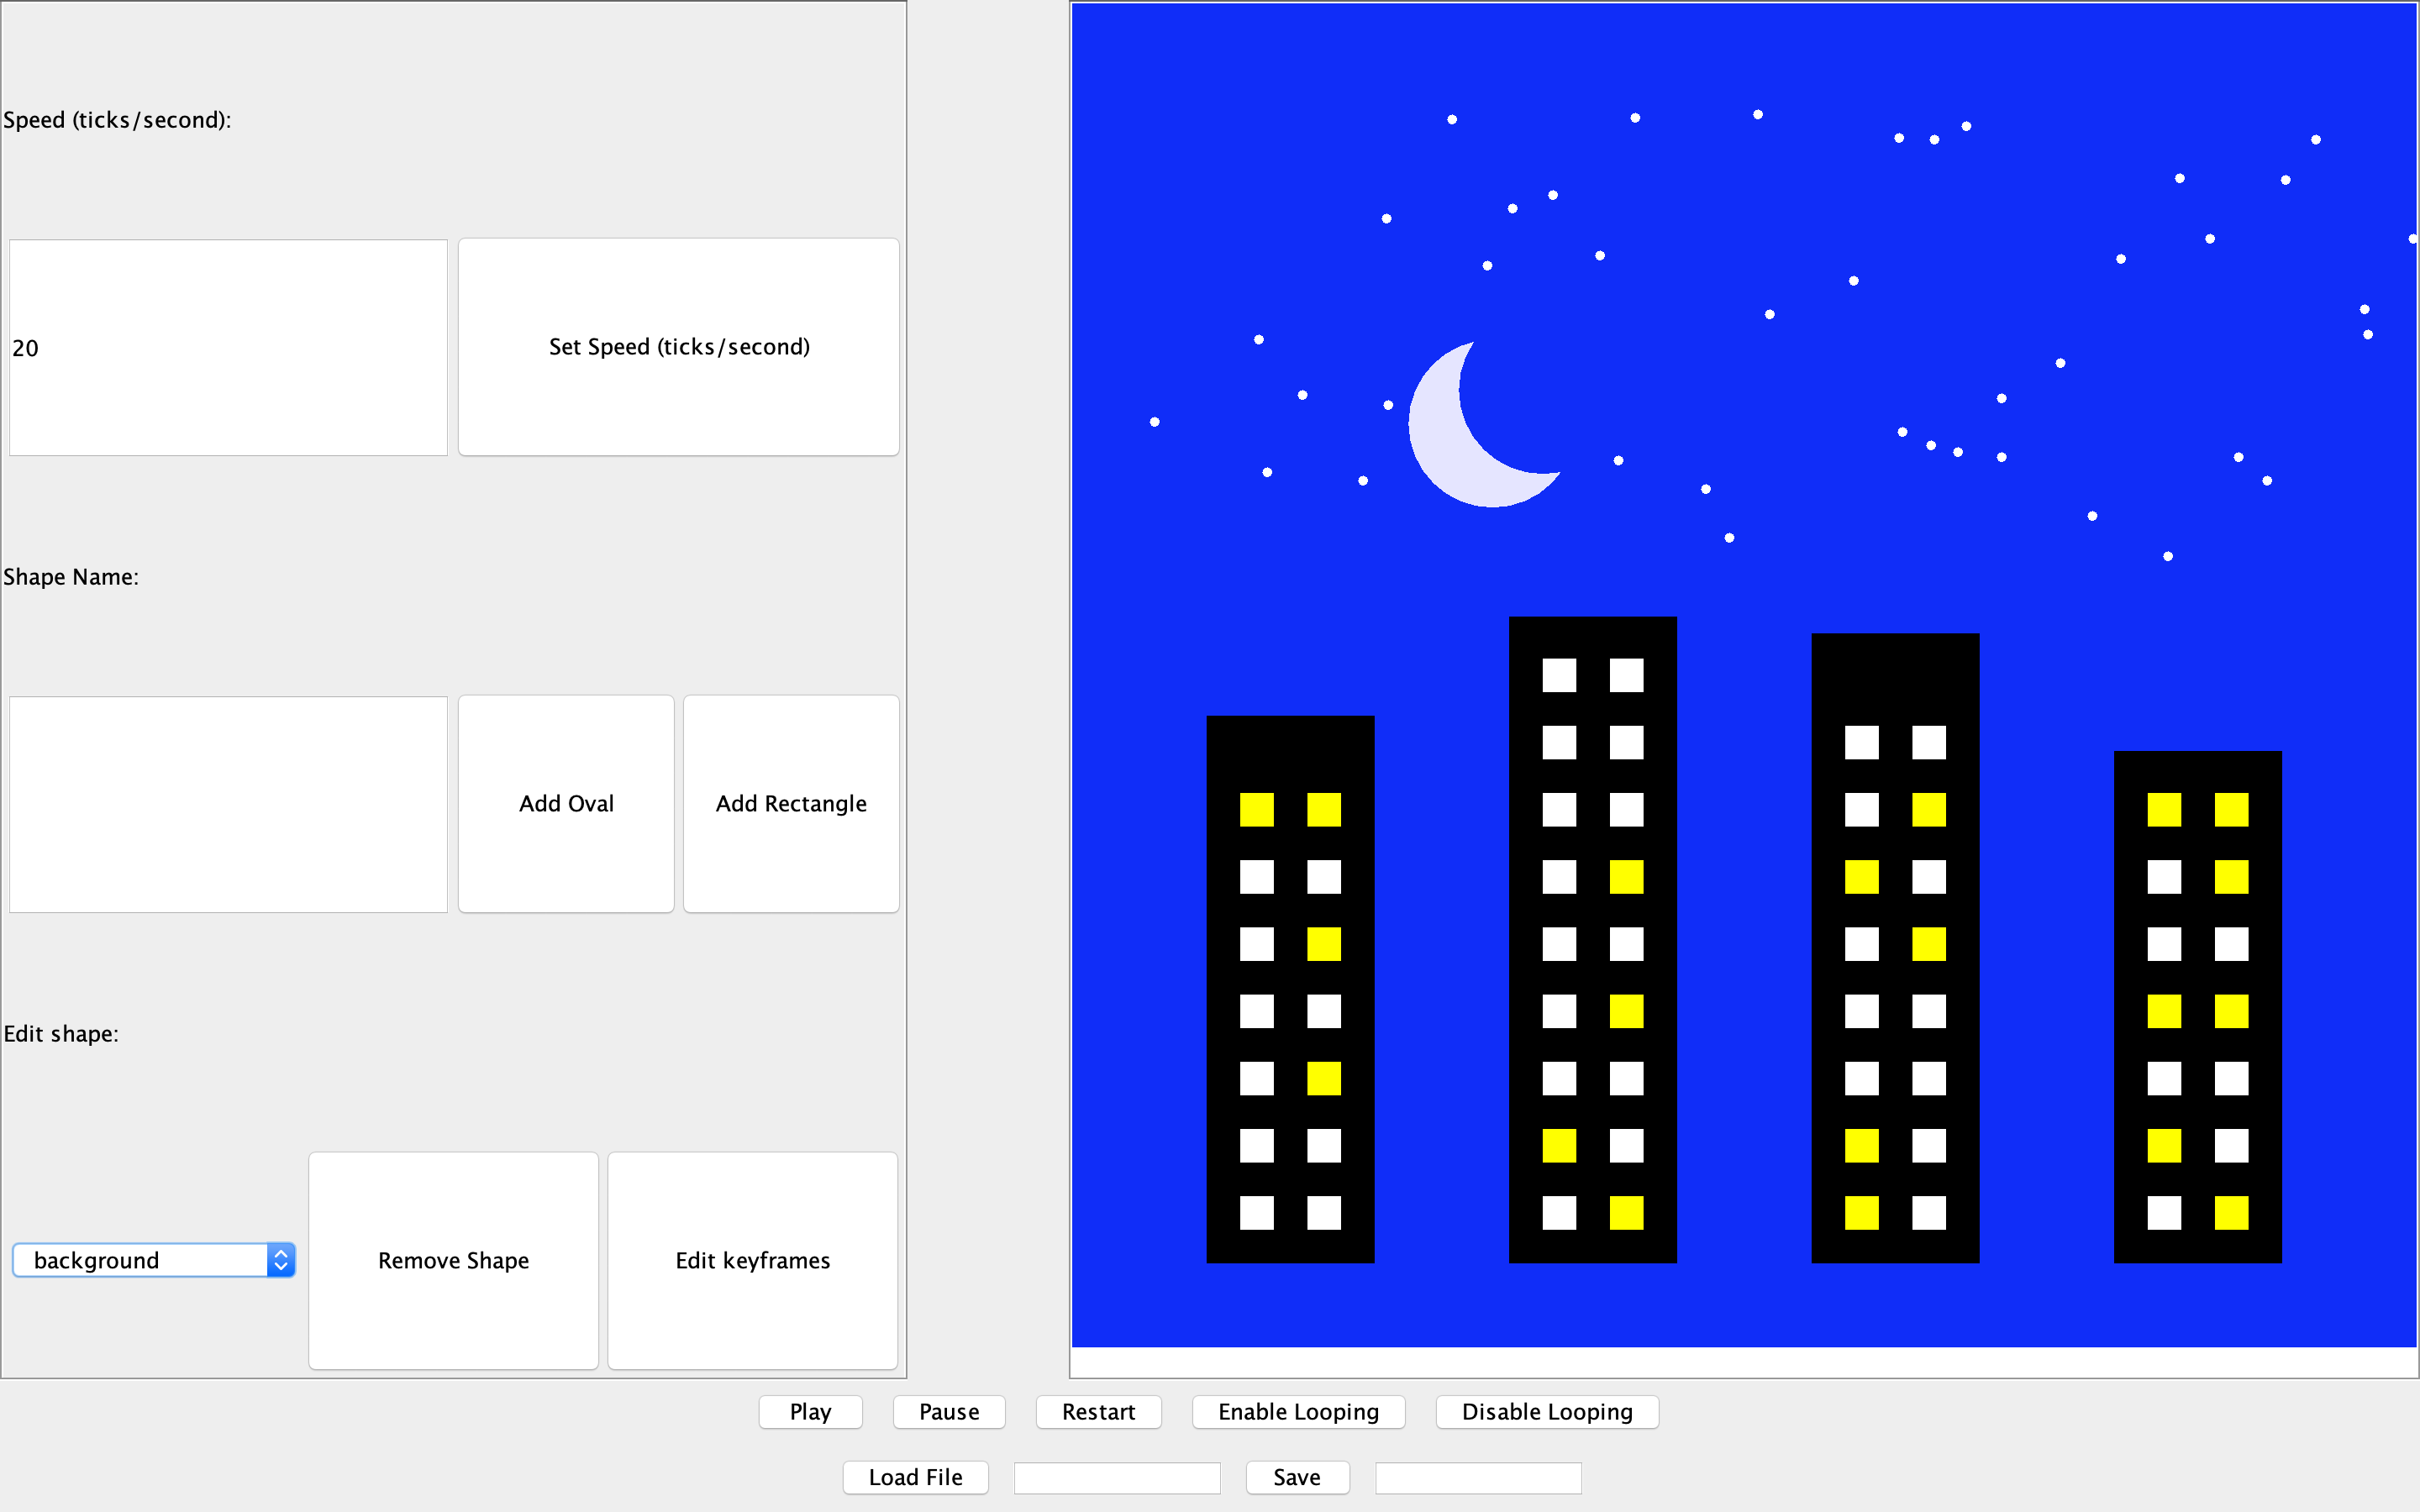 Speed (ticks/second):
20
Set Speed (ticks/second)
Shape Name:
Add Oval
Add Rectangle
Edit shape:
background
Remove Shape
Edit keyframes
Play
Pause
Restart
Enable Looping
Disable Looping
Load File
Save